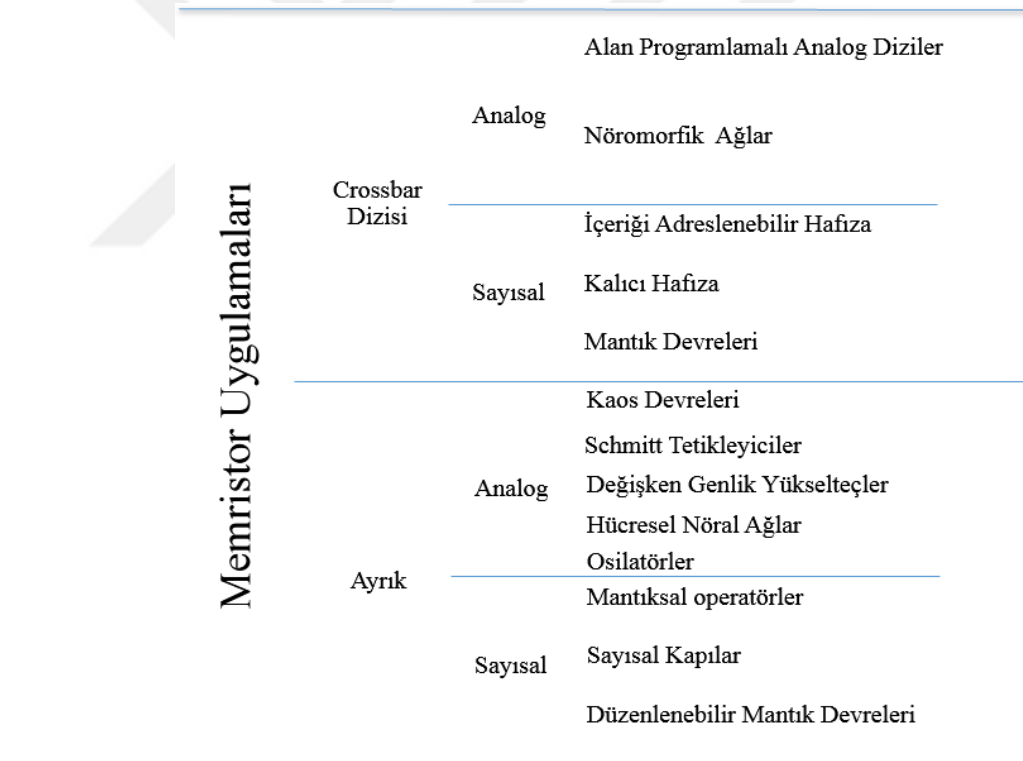 Memristor Uygulamaları
Crossbar
Dizisi
Analog
Alan Programlamalı Analog Diziler
Nöromorfik Ağlar
Sayısal
İçeriği Adreslenebilir Hafıza
Kalıcı Hafıza
Mantık Devreleri
Ayrık
Analog
Kaos Devreleri
Schmitt Tetikleyiciler
Değişken Genlik Yükselteçler
Hücresel Nöral Ağlar
Osilatörler
Sayısal
Mantıksal operatörler
Sayısal Kapılar
Düzenlenebilir Mantık Devreleri